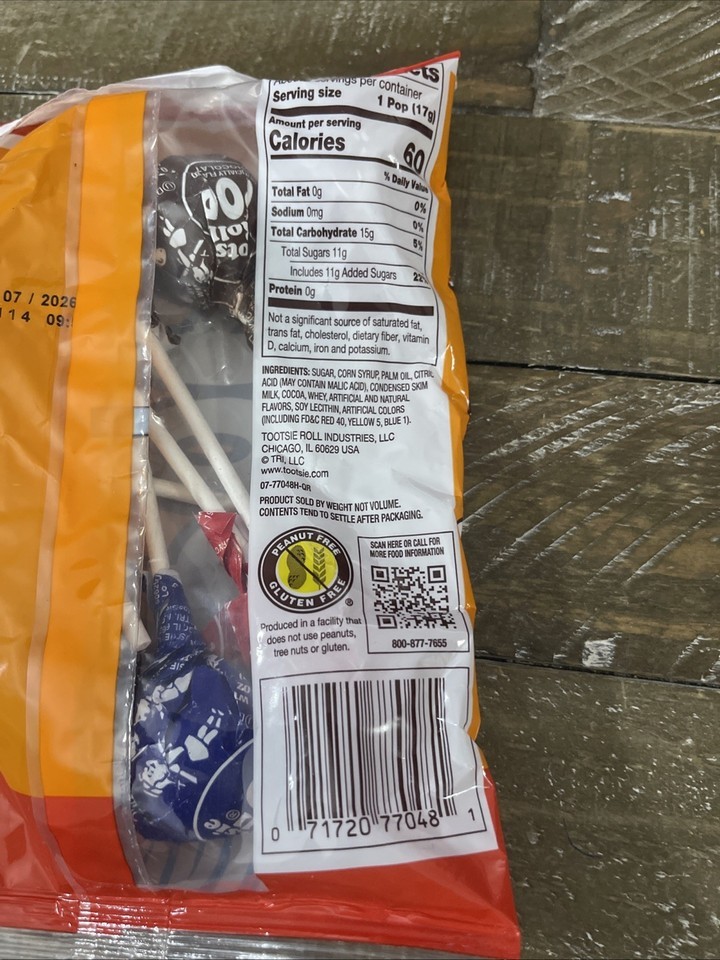 servings per container
Serving size 1 Pop (17g)
Amount per serving
Calories 60
% Daily Value
Total Fat 0g 0%
Sodium 0mg 0%
Total Carbohydrate 15g 5%
Total Sugars 11g
Includes 11g Added Sugars 22%
Protein 0g
Not a significant source of saturated fat,
trans fat, cholesterol, dietary fiber, vitamin
D, calcium, iron and potassium.
INGREDIENTS: SUGAR, CORN SYRUP, PALM OIL, CITRIC
ACID (MAY CONTAIN MALIC ACID), CONDENSED SKIM
MILK, COCOA, WHEY, ARTIFICIAL AND NATURAL
FLAVORS, SOY LECITHIN, ARTIFICIAL COLORS
(INCLUDING FD&C RED 40, YELLOW 5, BLUE 1).
TOOTSIE ROLL INDUSTRIES, LLC
CHICAGO, IL 60629 USA
© TRI, LLC
www.tootsie.com
07-77048H-QR
PRODUCT SOLD BY WEIGHT NOT VOLUME.
CONTENTS TEND TO SETTLE AFTER PACKAGING.
PEANUT FREE
GLUTEN FREE
®
Produced in a facility that
does not use peanuts,
tree nuts or gluten.
SCAN HERE OR CALL FOR
MORE FOOD INFORMATION
800-877-7655
0 71720 77048 1
07 / 2026
14 09: